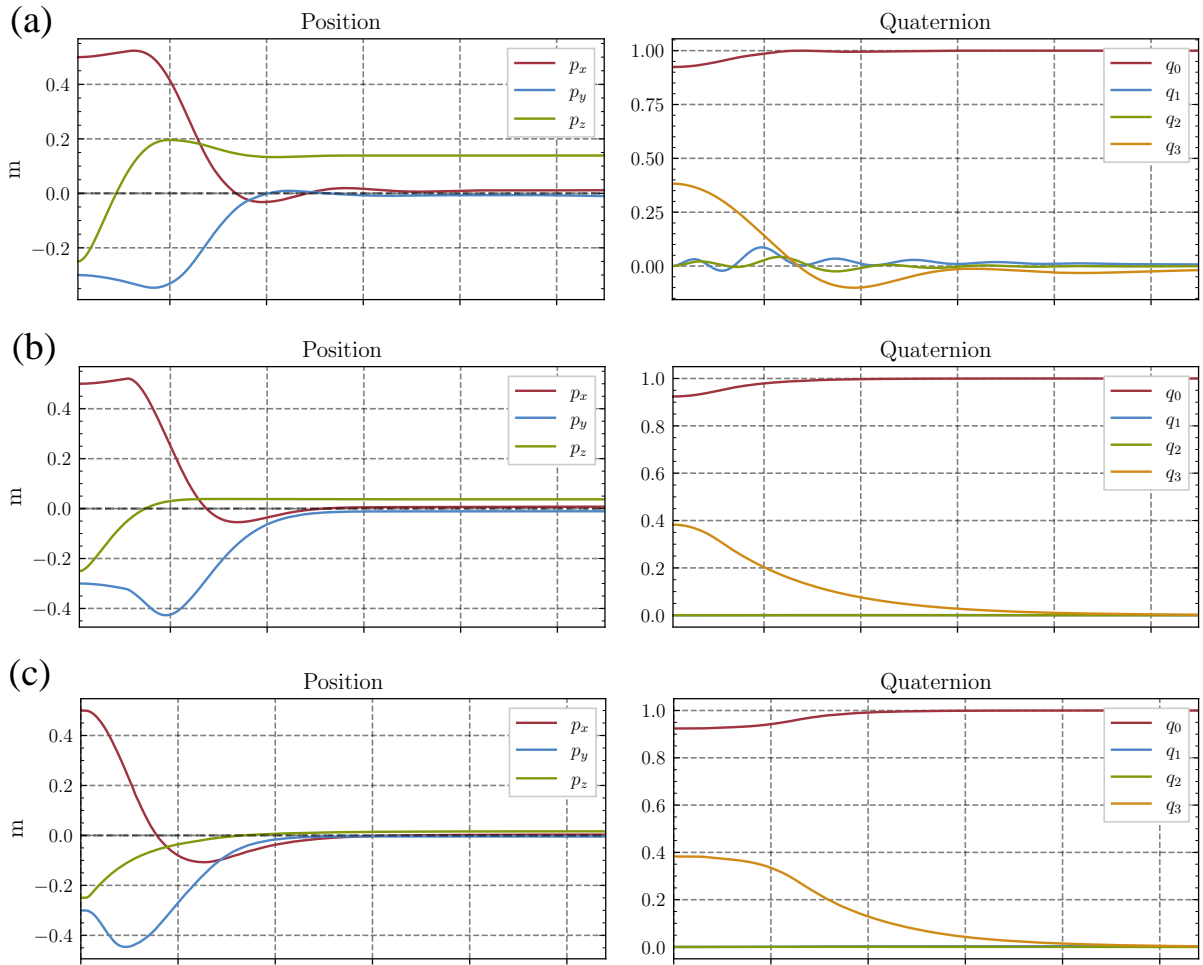 (a)
Position
m
0.4
0.2
0.0
−0.2
p_x
p_y
p_z
Quaternion
1.00
0.75
0.50
0.25
0.00
q_0
q_1
q_2
q_3
(b)
Position
m
0.4
0.2
0.0
−0.2
−0.4
p_x
p_y
p_z
Quaternion
1.0
0.8
0.6
0.4
0.2
0.0
q_0
q_1
q_2
q_3
(c)
Position
m
0.4
0.2
0.0
−0.2
−0.4
p_x
p_y
p_z
Quaternion
1.0
0.8
0.6
0.4
0.2
0.0
q_0
q_1
q_2
q_3